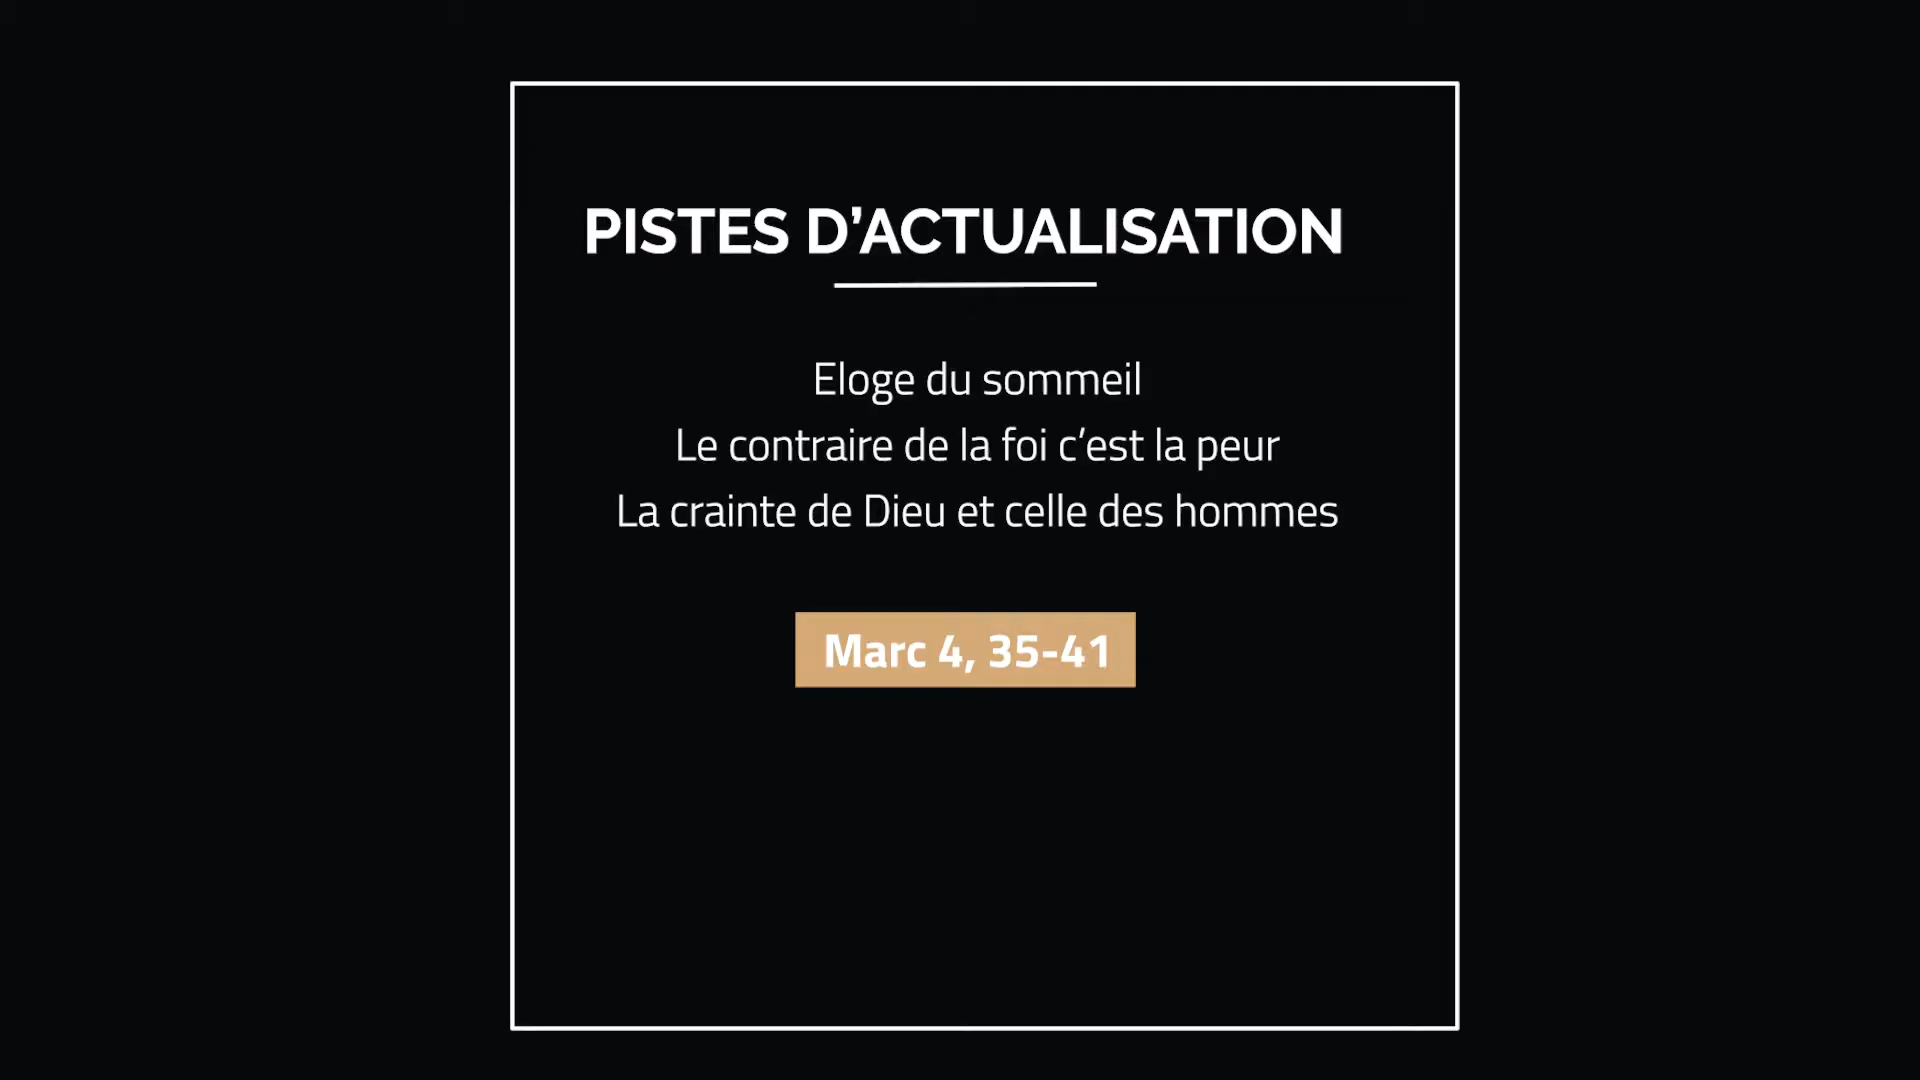 PISTES D’ACTUALISATION
Eloge du sommeil
Le contraire de la foi c’est la peur
La crainte de Dieu et celle des hommes
Marc 4, 35-41